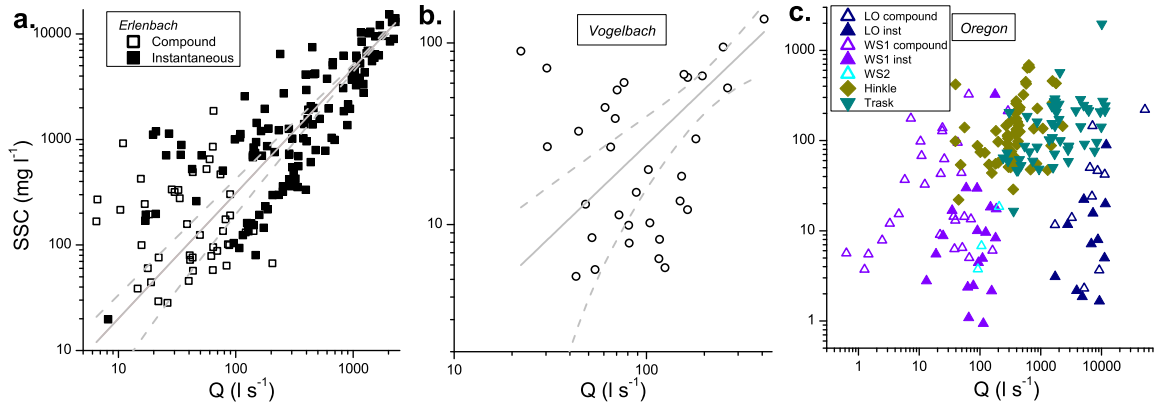 a.
Erlenbach
Compound
Instantaneous
10000
1000
100
10
SSC (mg l⁻¹)
10 100 1000
Q (l s⁻¹)
b.
Vogelbach
100
10
10 100
Q (l s⁻¹)
c.
LO compound
LO inst
WS1 compound
WS1 inst
WS2
Hinkle
Trask
Oregon
1000
100
10
1
1 10 100 1000 10000
Q (l s⁻¹)